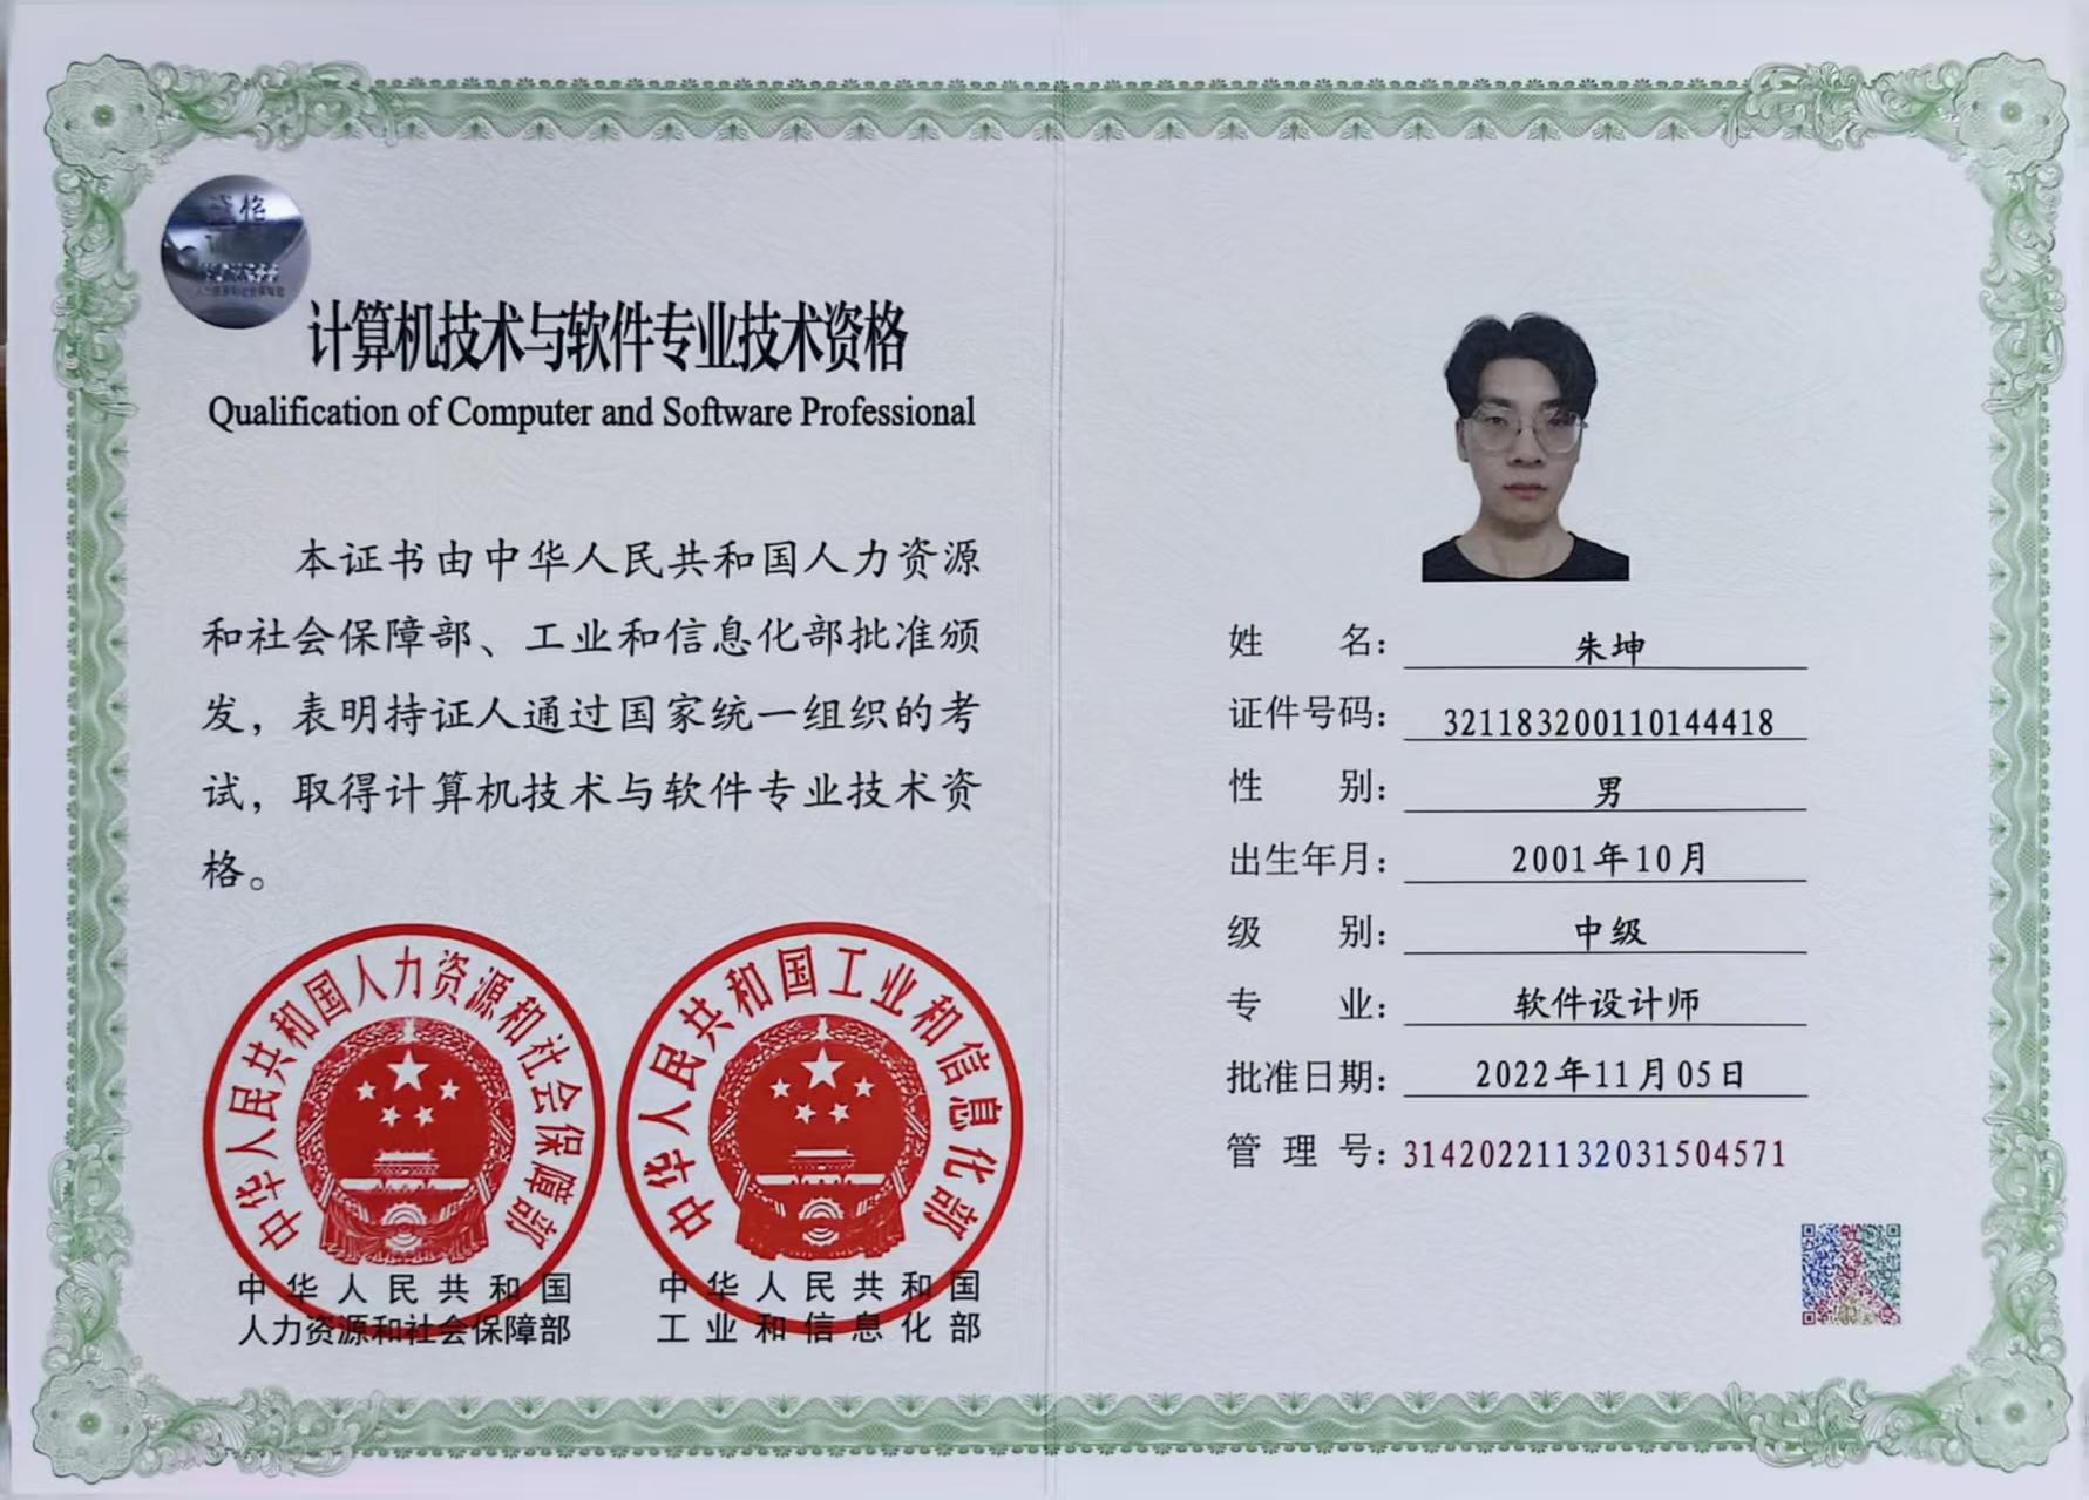 资格
计算机技术与软件专业技术资格
Qualification of Computer and Software Professional
本证书由中华人民共和国人力资源
和社会保障部、工业和信息化部批准颁
发，表明持证人通过国家统一组织的考
试，取得计算机技术与软件专业技术资
格。
中华人民共和国人力资源和社会保障部
中华人民共和国工业和信息化部
中华人民共和国
人力资源和社会保障部
中华人民共和国
工业和信息化部
姓名：朱坤
证件号码：321183200110144418
性别：男
出生年月：2001年10月
级别：中级
专业：软件设计师
批准日期：2022年11月05日
管理号：31420221132031504571